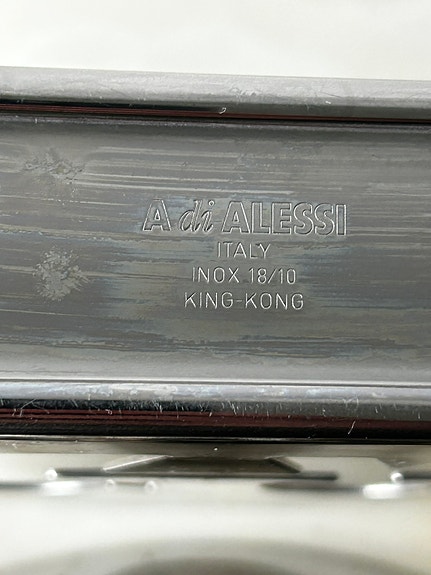 A di ALESSI
ITALY
INOX 18/10
KING-KONG